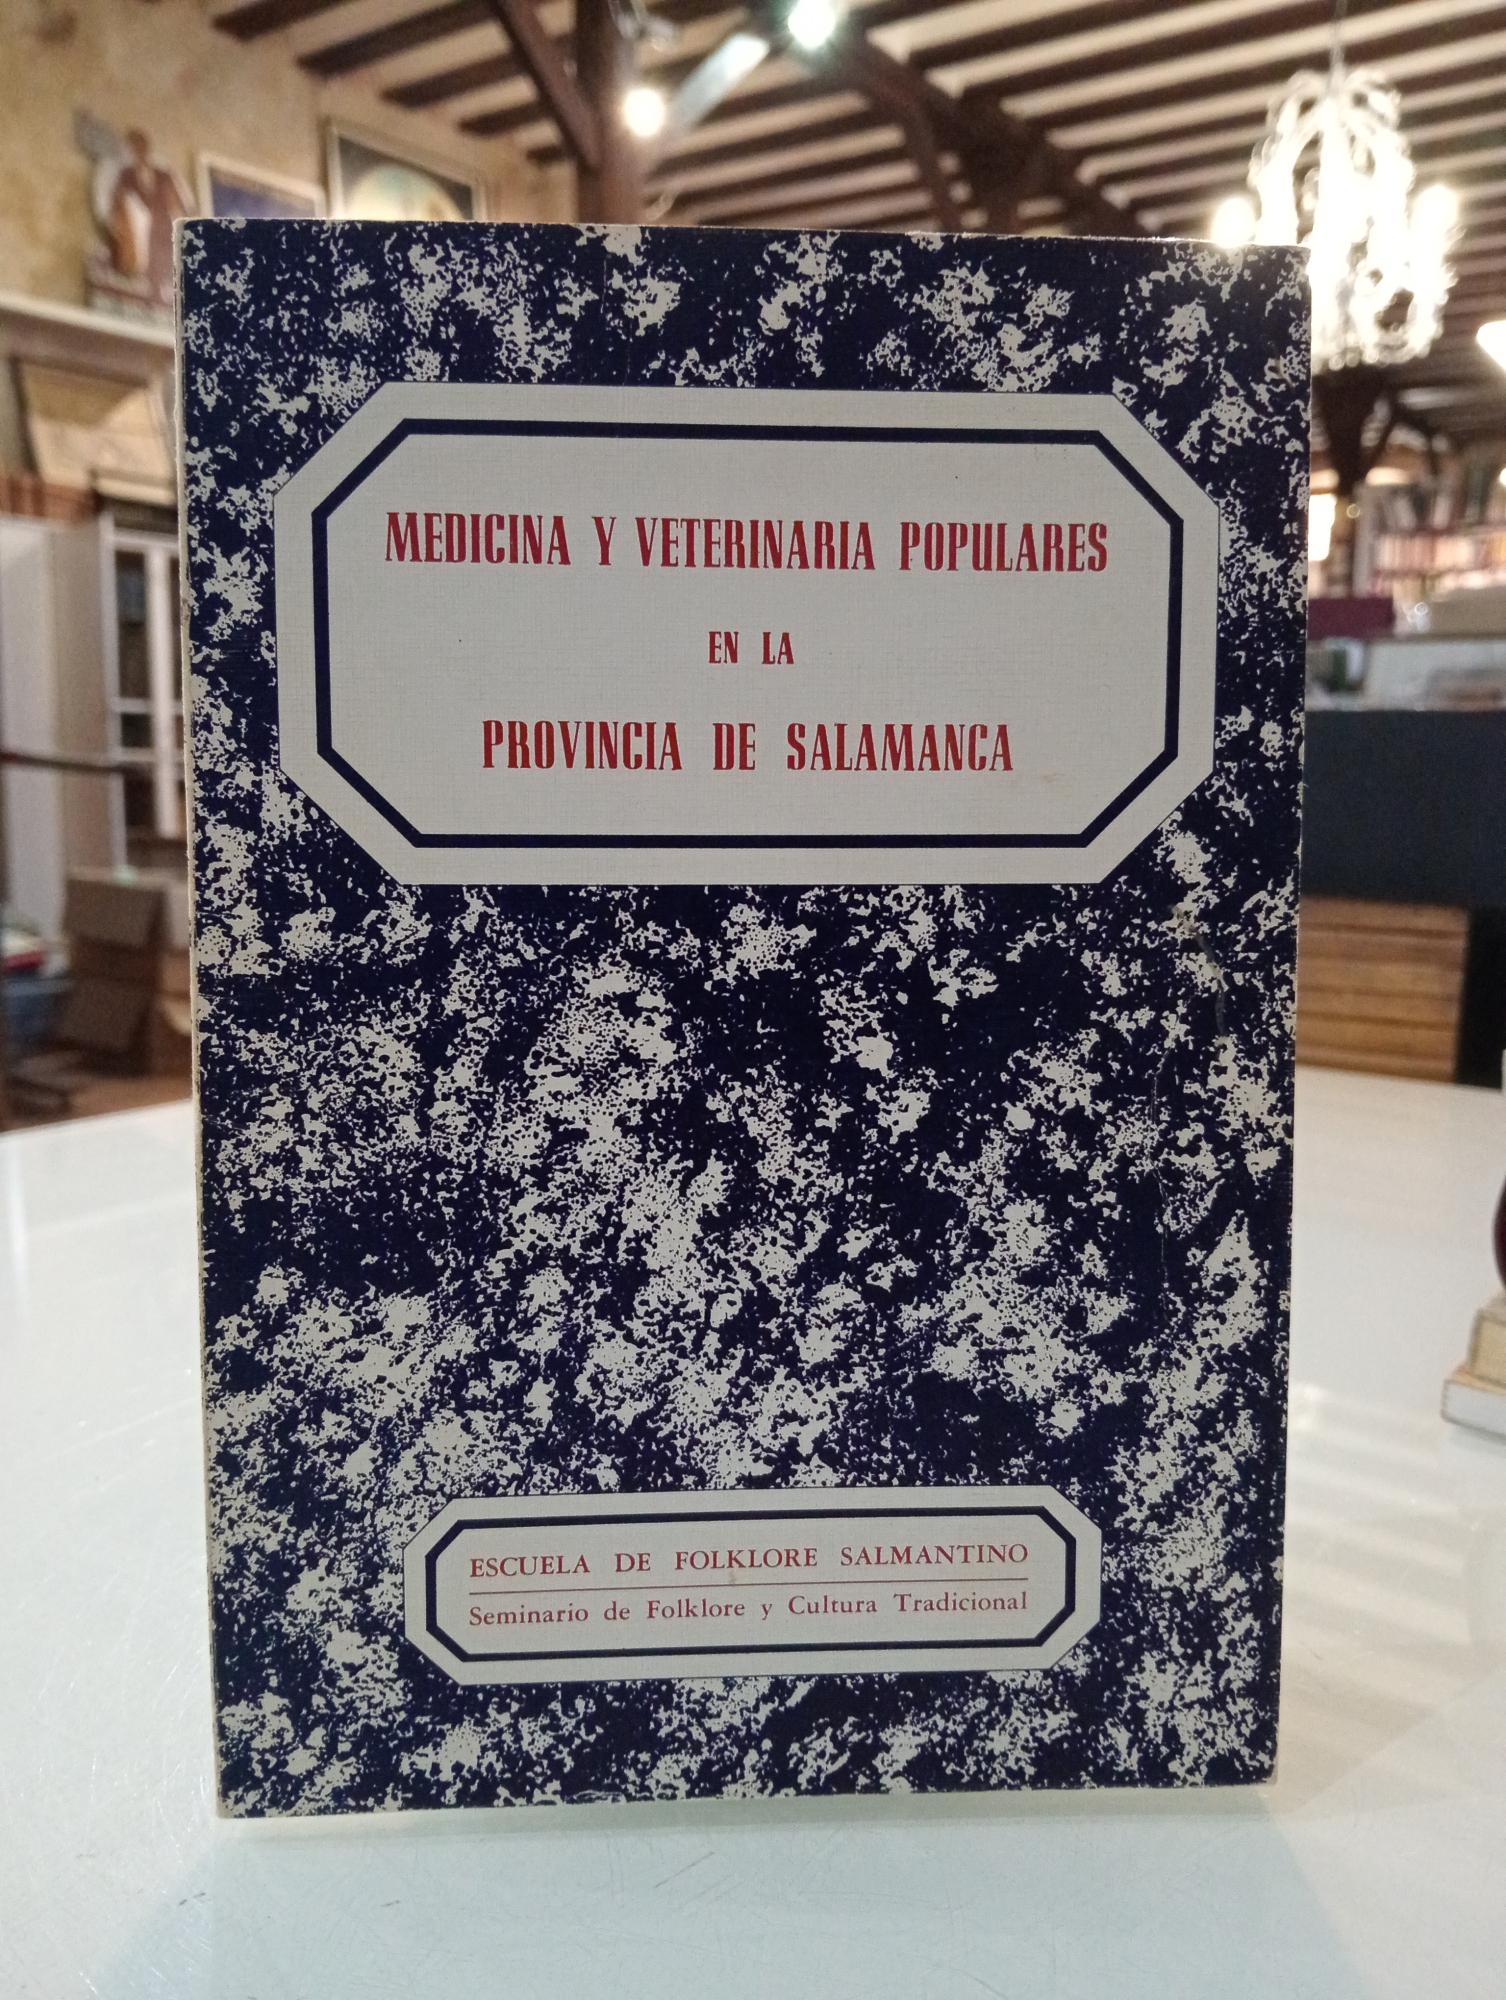 MEDICINA Y VETERINARIA POPULARES
EN LA
PROVINCIA DE SALAMANCA
ESCUELA DE FOLKLORE SALMANTINO
Seminario de Folklore y Cultura Tradicional